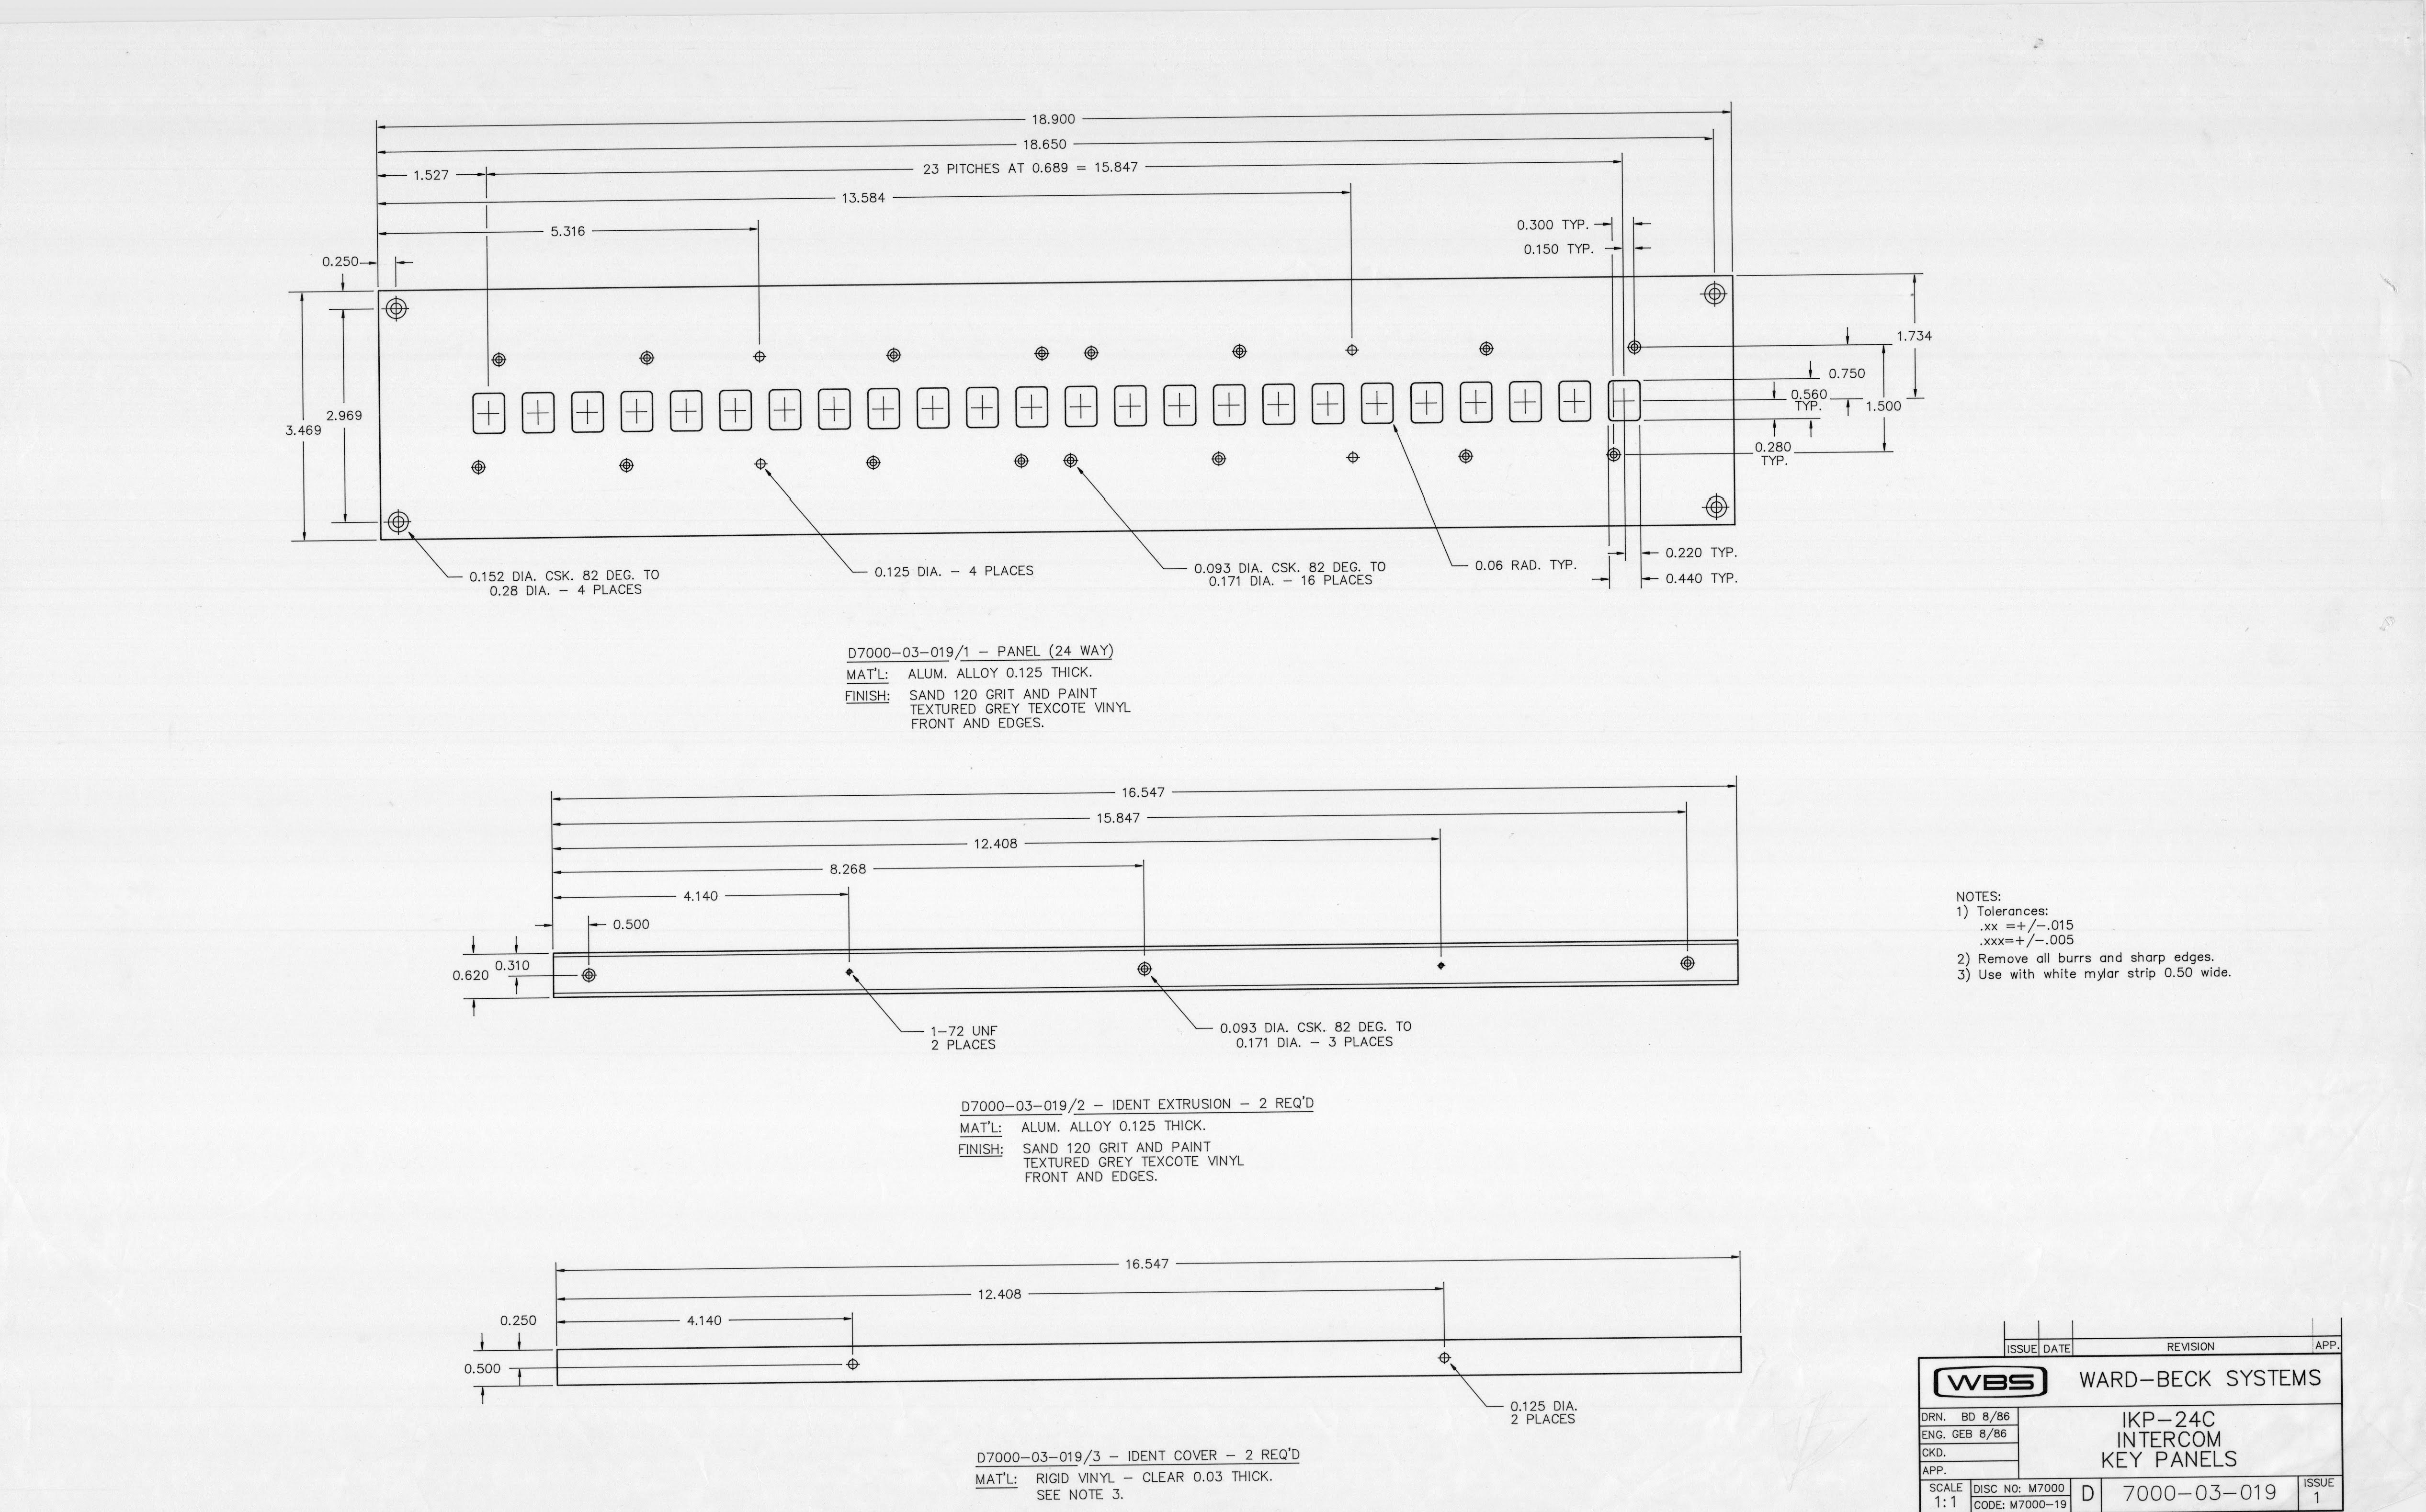 18.900
18.650
23 PITCHES AT 0.689 = 15.847
1.527
13.584
5.316
0.300 TYP.
0.150 TYP.
0.250
1.734
0.750
0.560
TYP.
1.500
2.969
3.469
0.280
TYP.
0.220 TYP.
0.440 TYP.
0.152 DIA. CSK. 82 DEG. TO
0.28 DIA. – 4 PLACES
0.125 DIA. – 4 PLACES
0.093 DIA. CSK. 82 DEG. TO
0.171 DIA. – 16 PLACES
0.06 RAD. TYP.
D7000–03–019/1 – PANEL (24 WAY)
MAT'L: ALUM. ALLOY 0.125 THICK.
FINISH: SAND 120 GRIT AND PAINT
TEXTURED GREY TEXCOTE VINYL
FRONT AND EDGES.
16.547
15.847
12.408
8.268
4.140
0.500
0.310
0.620
1–72 UNF
2 PLACES
0.093 DIA. CSK. 82 DEG. TO
0.171 DIA. – 3 PLACES
D7000–03–019/2 – IDENT EXTRUSION – 2 REQ'D
MAT'L: ALUM. ALLOY 0.125 THICK.
FINISH: SAND 120 GRIT AND PAINT
TEXTURED GREY TEXCOTE VINYL
FRONT AND EDGES.
NOTES:
1) Tolerances:
.xx =+/–.015
.xxx=+/–.005
2) Remove all burrs and sharp edges.
3) Use with white mylar strip 0.50 wide.
16.547
12.408
4.140
0.250
0.500
0.125 DIA.
2 PLACES
D7000–03–019/3 – IDENT COVER – 2 REQ'D
MAT'L: RIGID VINYL – CLEAR 0.03 THICK.
SEE NOTE 3.
ISSUE DATE REVISION APP.
WBS WARD–BECK SYSTEMS
DRN. BD 8/86
ENG. GEB 8/86
CKD.
APP.
IKP–24C
INTERCOM
KEY PANELS
SCALE
1:1
DISC NO: M7000
CODE: M7000–19
D
7000–03–019
ISSUE
1